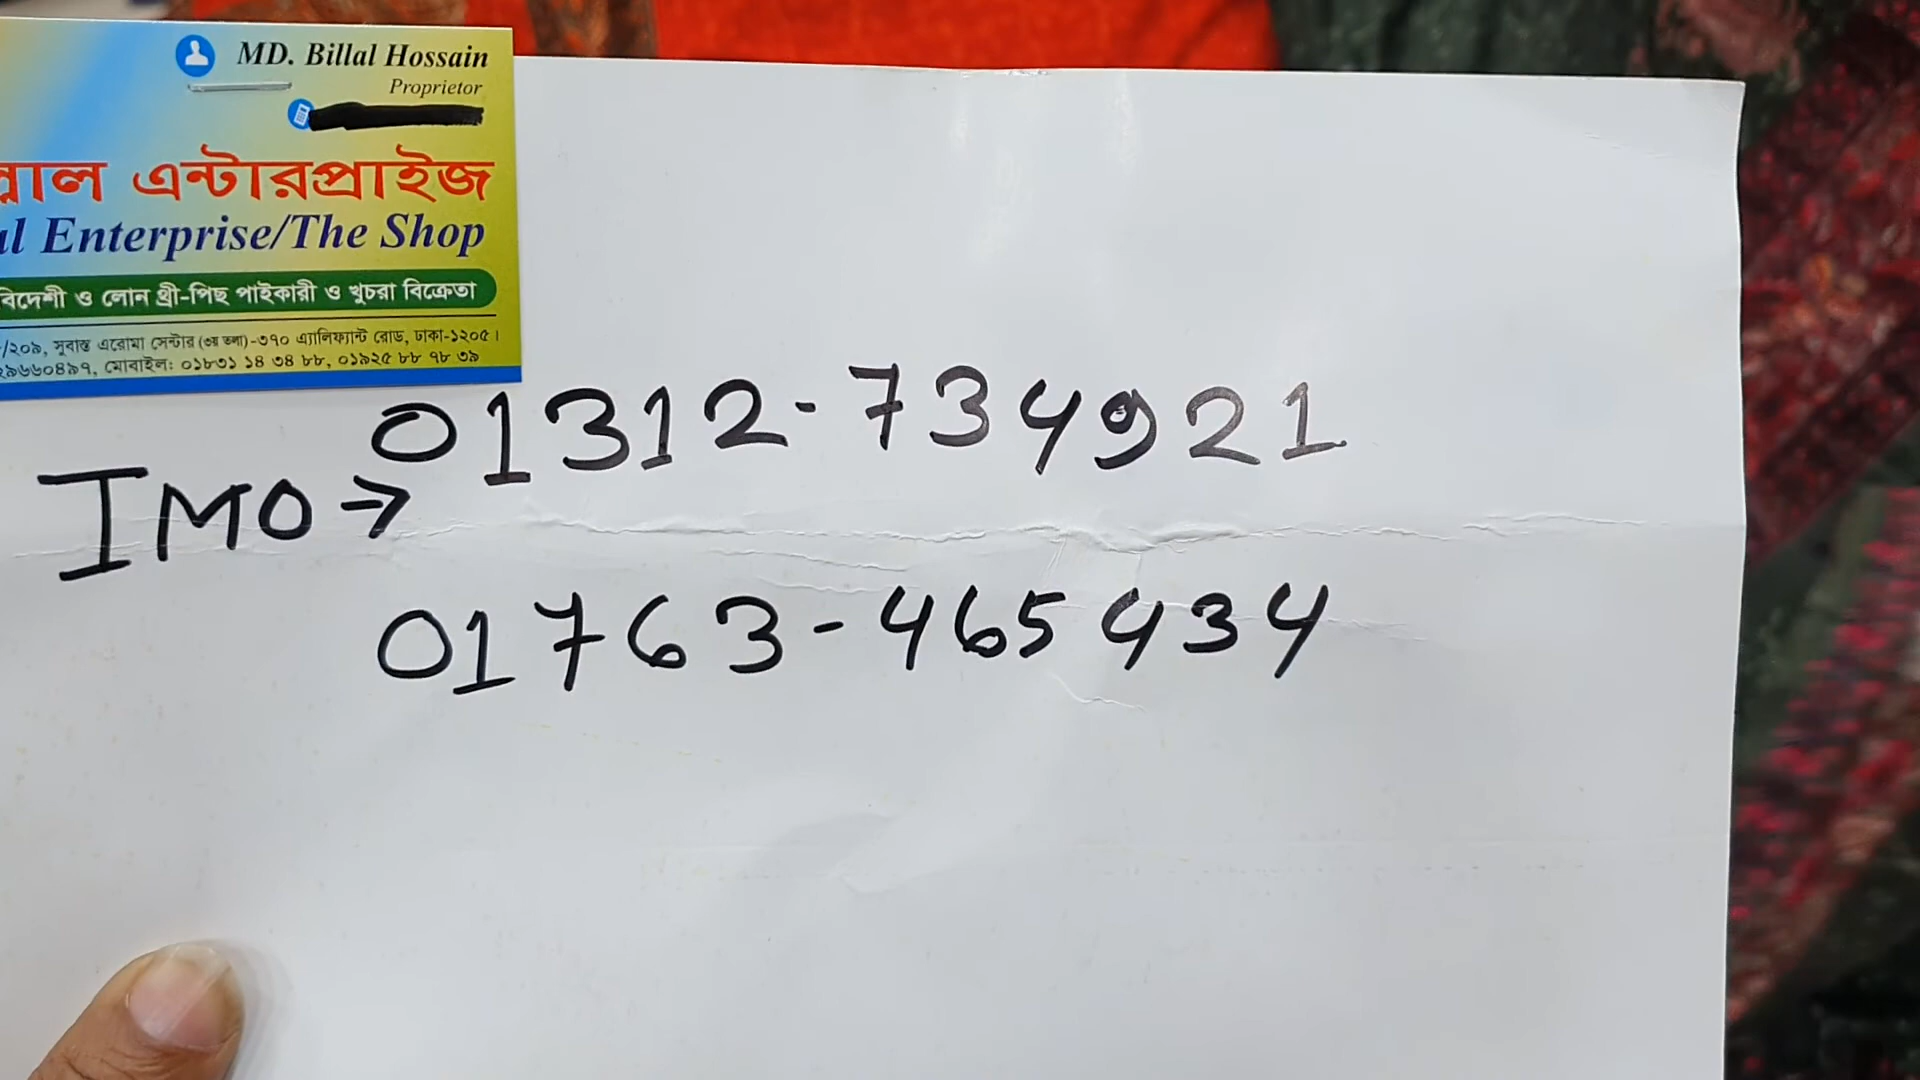 MD. Billal Hossain
Proprietor
এন্টারপ্রাইজ
Enterprise/The Shop
বিদেশী ও লোন থ্রী-পিছ পাইকারী ও খুচরা বিক্রেতা
/২০৯, সুবাস্তু এরোমা সেন্টার (৩য় তলা)-৩৭০ এ্যালিফ্যান্ট রোড, ঢাকা-১২০৫।
২৯৬৬০৪৯৭, মোবাইল: ০১৮৩১ ১৪ ৩৪ ৮৮, ০১৯২৫ ৮৮ ৭৮ ৩৯
01312-734921
IMO →
01763-465434